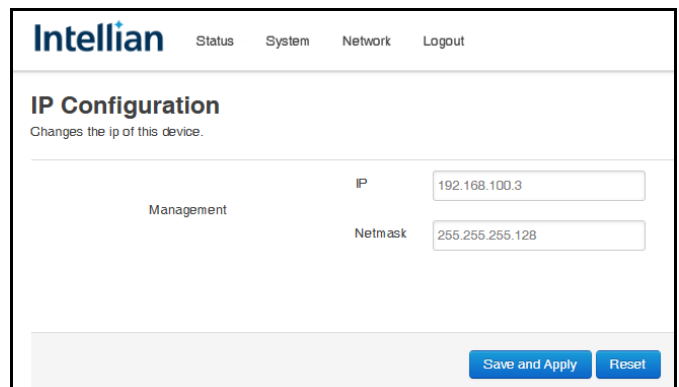 Intellian Status System Network Logout
IP Configuration
Changes the ip of this device.
Management
IP 192.168.100.3
Netmask 255.255.255.128
Save and Apply Reset